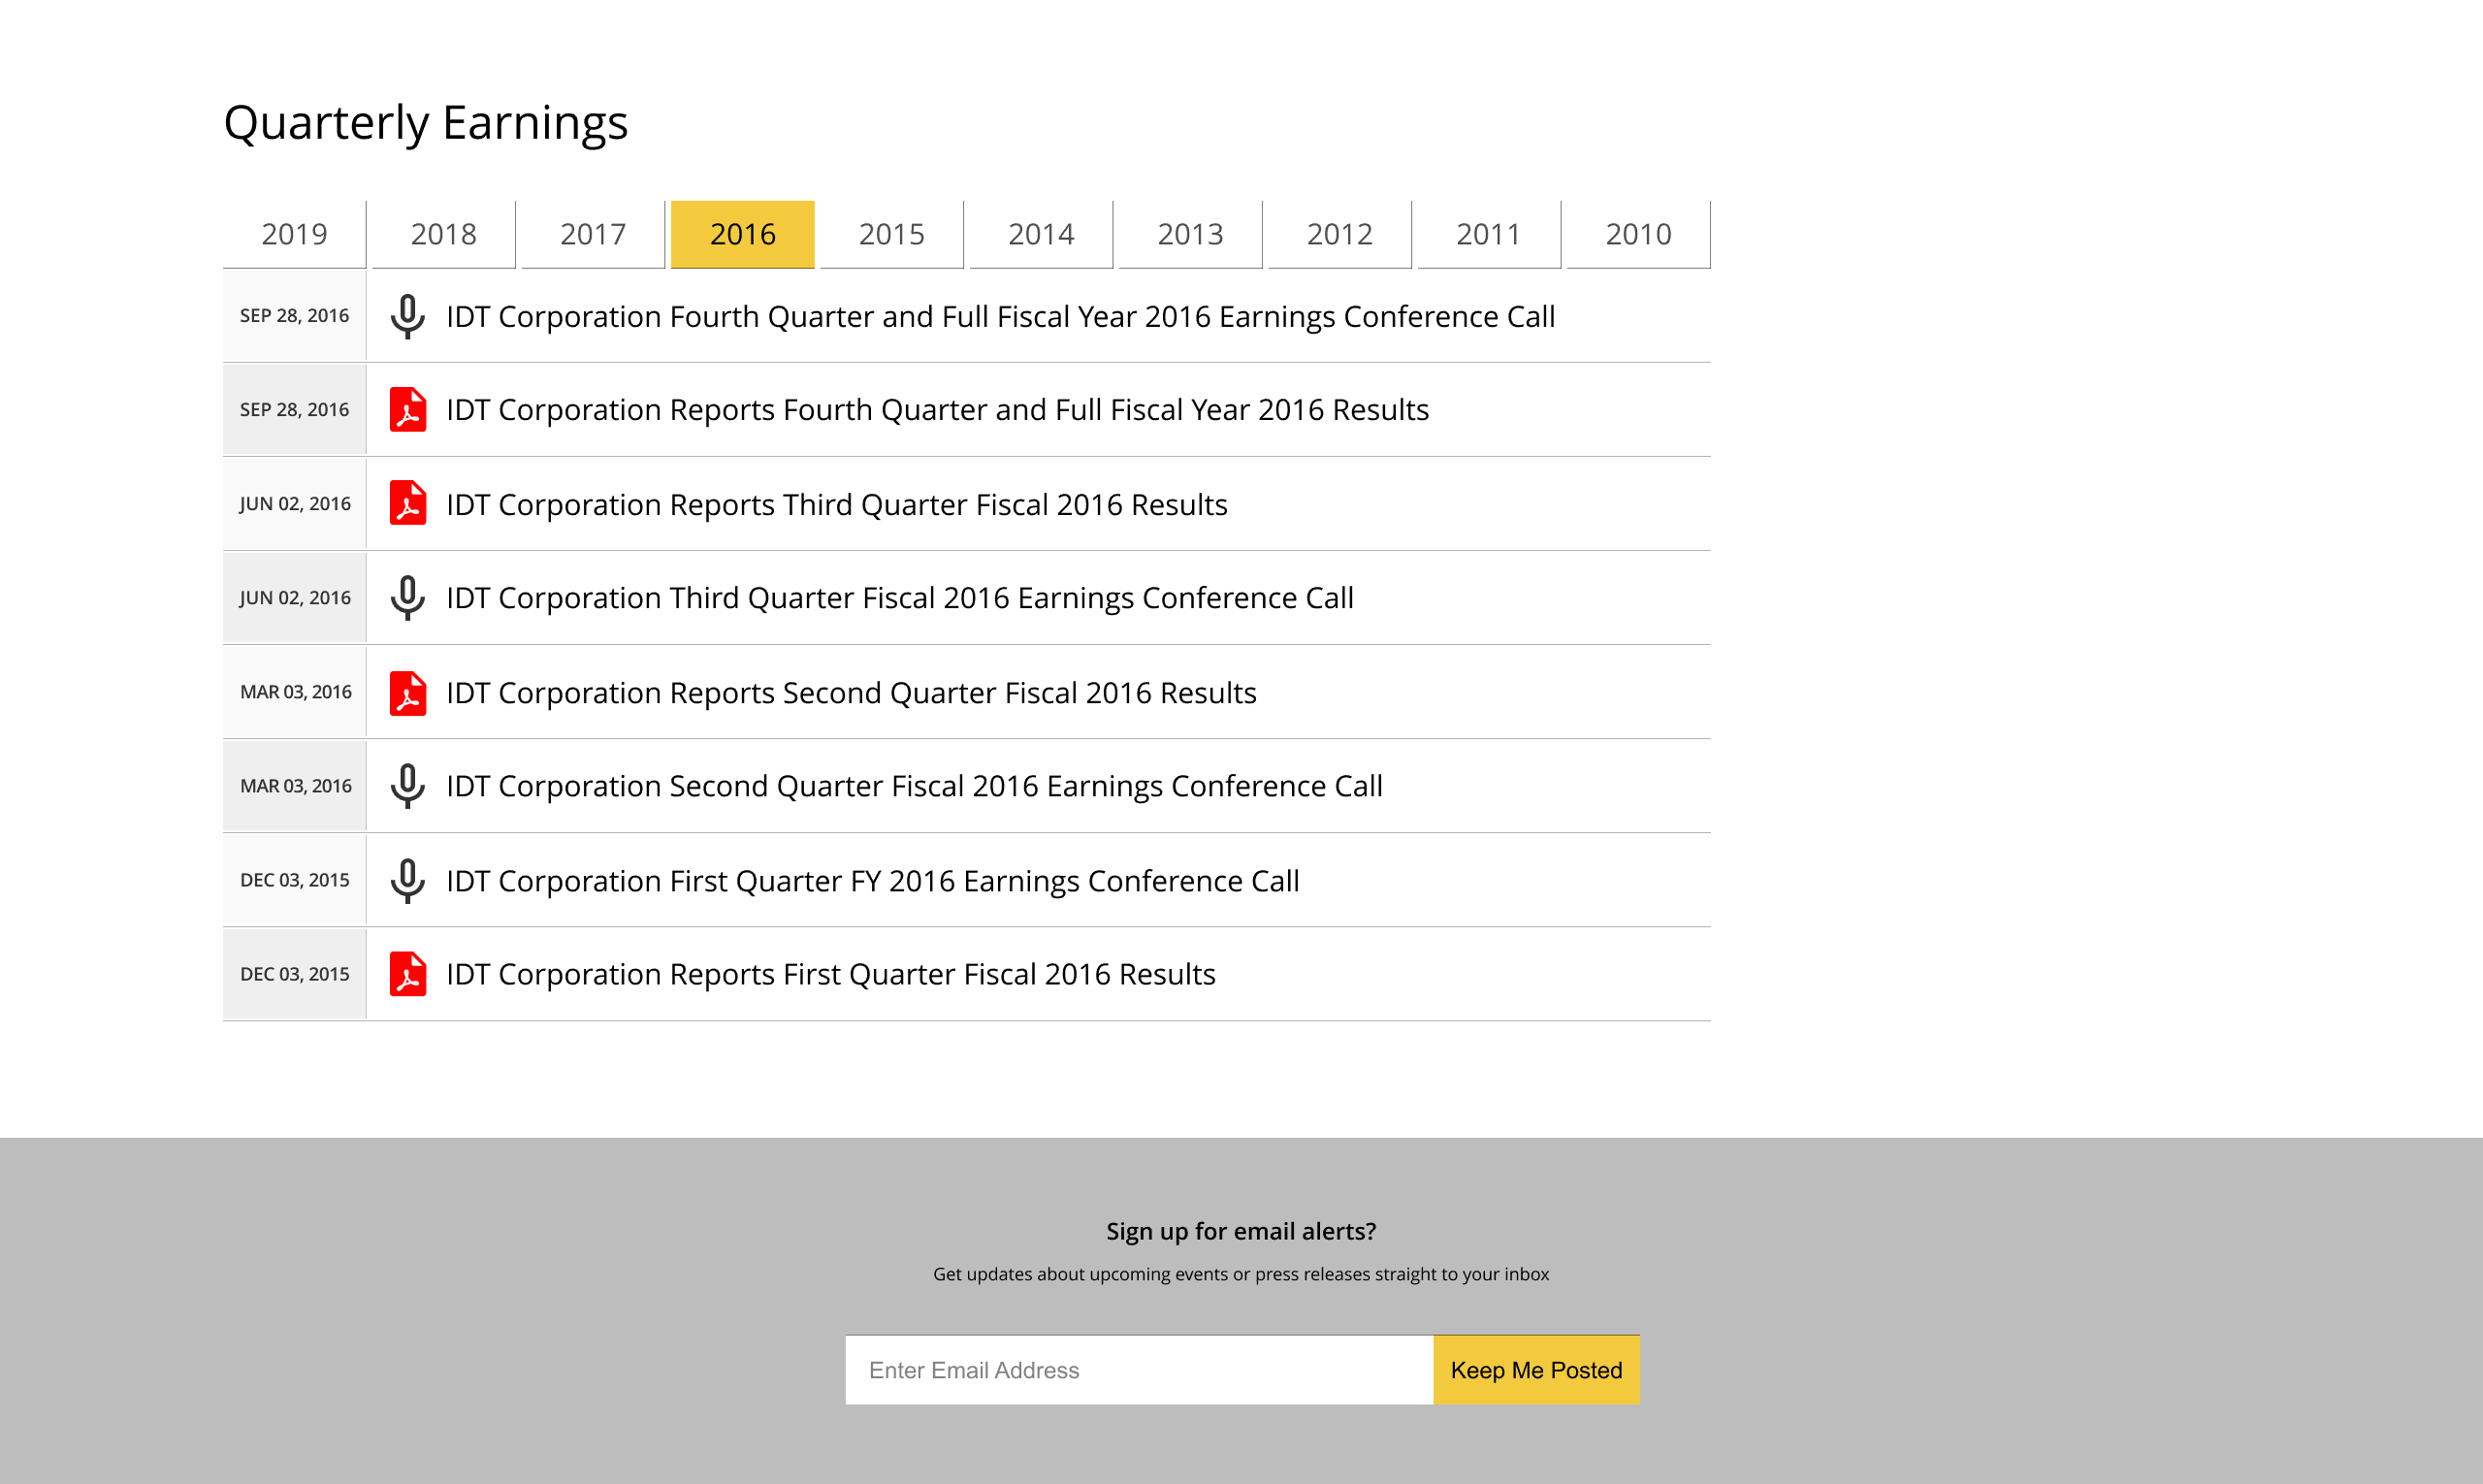 Quarterly Earnings
2019 2018 2017 2016 2015 2014 2013 2012 2011 2010
SEP 28, 2016 IDT Corporation Fourth Quarter and Full Fiscal Year 2016 Earnings Conference Call
SEP 28, 2016 IDT Corporation Reports Fourth Quarter and Full Fiscal Year 2016 Results
JUN 02, 2016 IDT Corporation Reports Third Quarter Fiscal 2016 Results
JUN 02, 2016 IDT Corporation Third Quarter Fiscal 2016 Earnings Conference Call
MAR 03, 2016 IDT Corporation Reports Second Quarter Fiscal 2016 Results
MAR 03, 2016 IDT Corporation Second Quarter Fiscal 2016 Earnings Conference Call
DEC 03, 2015 IDT Corporation First Quarter FY 2016 Earnings Conference Call
DEC 03, 2015 IDT Corporation Reports First Quarter Fiscal 2016 Results
Sign up for email alerts?
Get updates about upcoming events or press releases straight to your inbox
Enter Email Address Keep Me Posted